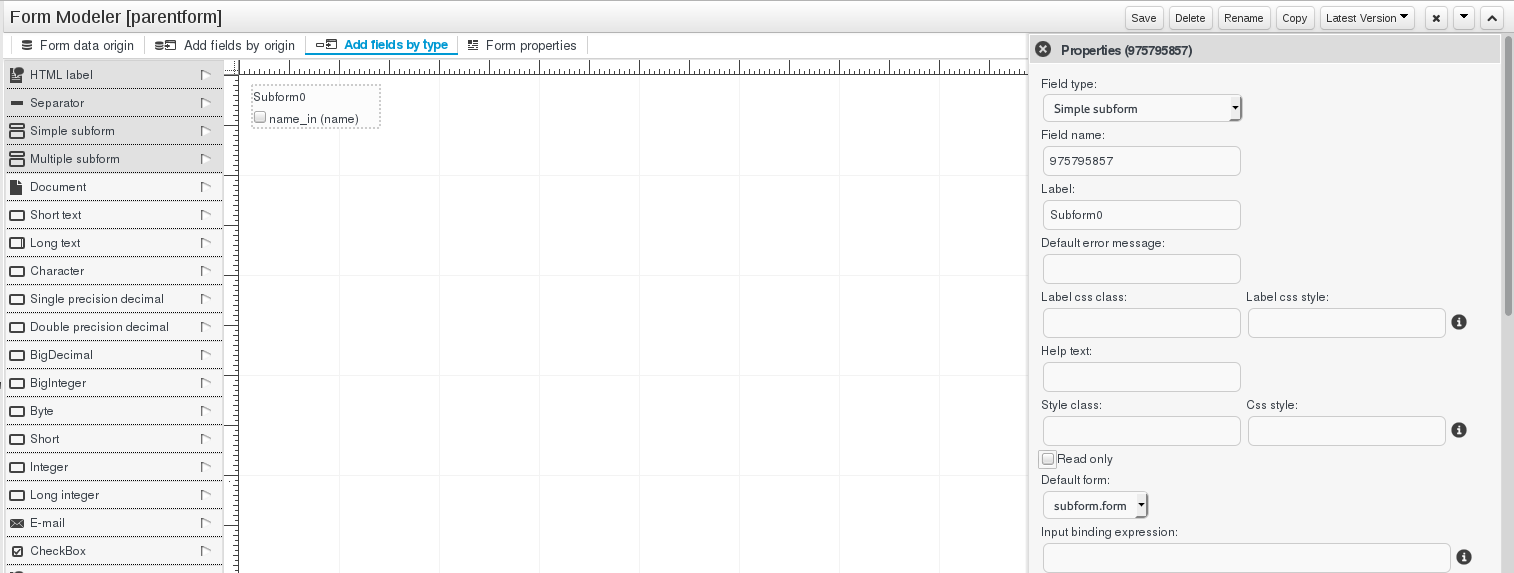 Form Modeler [parentform]
Save Delete Rename Copy Latest Version
Form data origin Add fields by origin Add fields by type Form properties
HTML label
Separator
Simple subform
Multiple subform
Document
Short text
Long text
Character
Single precision decimal
Double precision decimal
BigDecimal
BigInteger
Byte
Short
Integer
Long integer
E-mail
CheckBox
Subform0
name_in (name)
Properties (975795857)
Field type:
Simple subform
Field name:
975795857
Label:
Subform0
Default error message:
Label css class: Label css style:
Help text:
Style class: Css style:
Read only
Default form:
subform.form
Input binding expression: